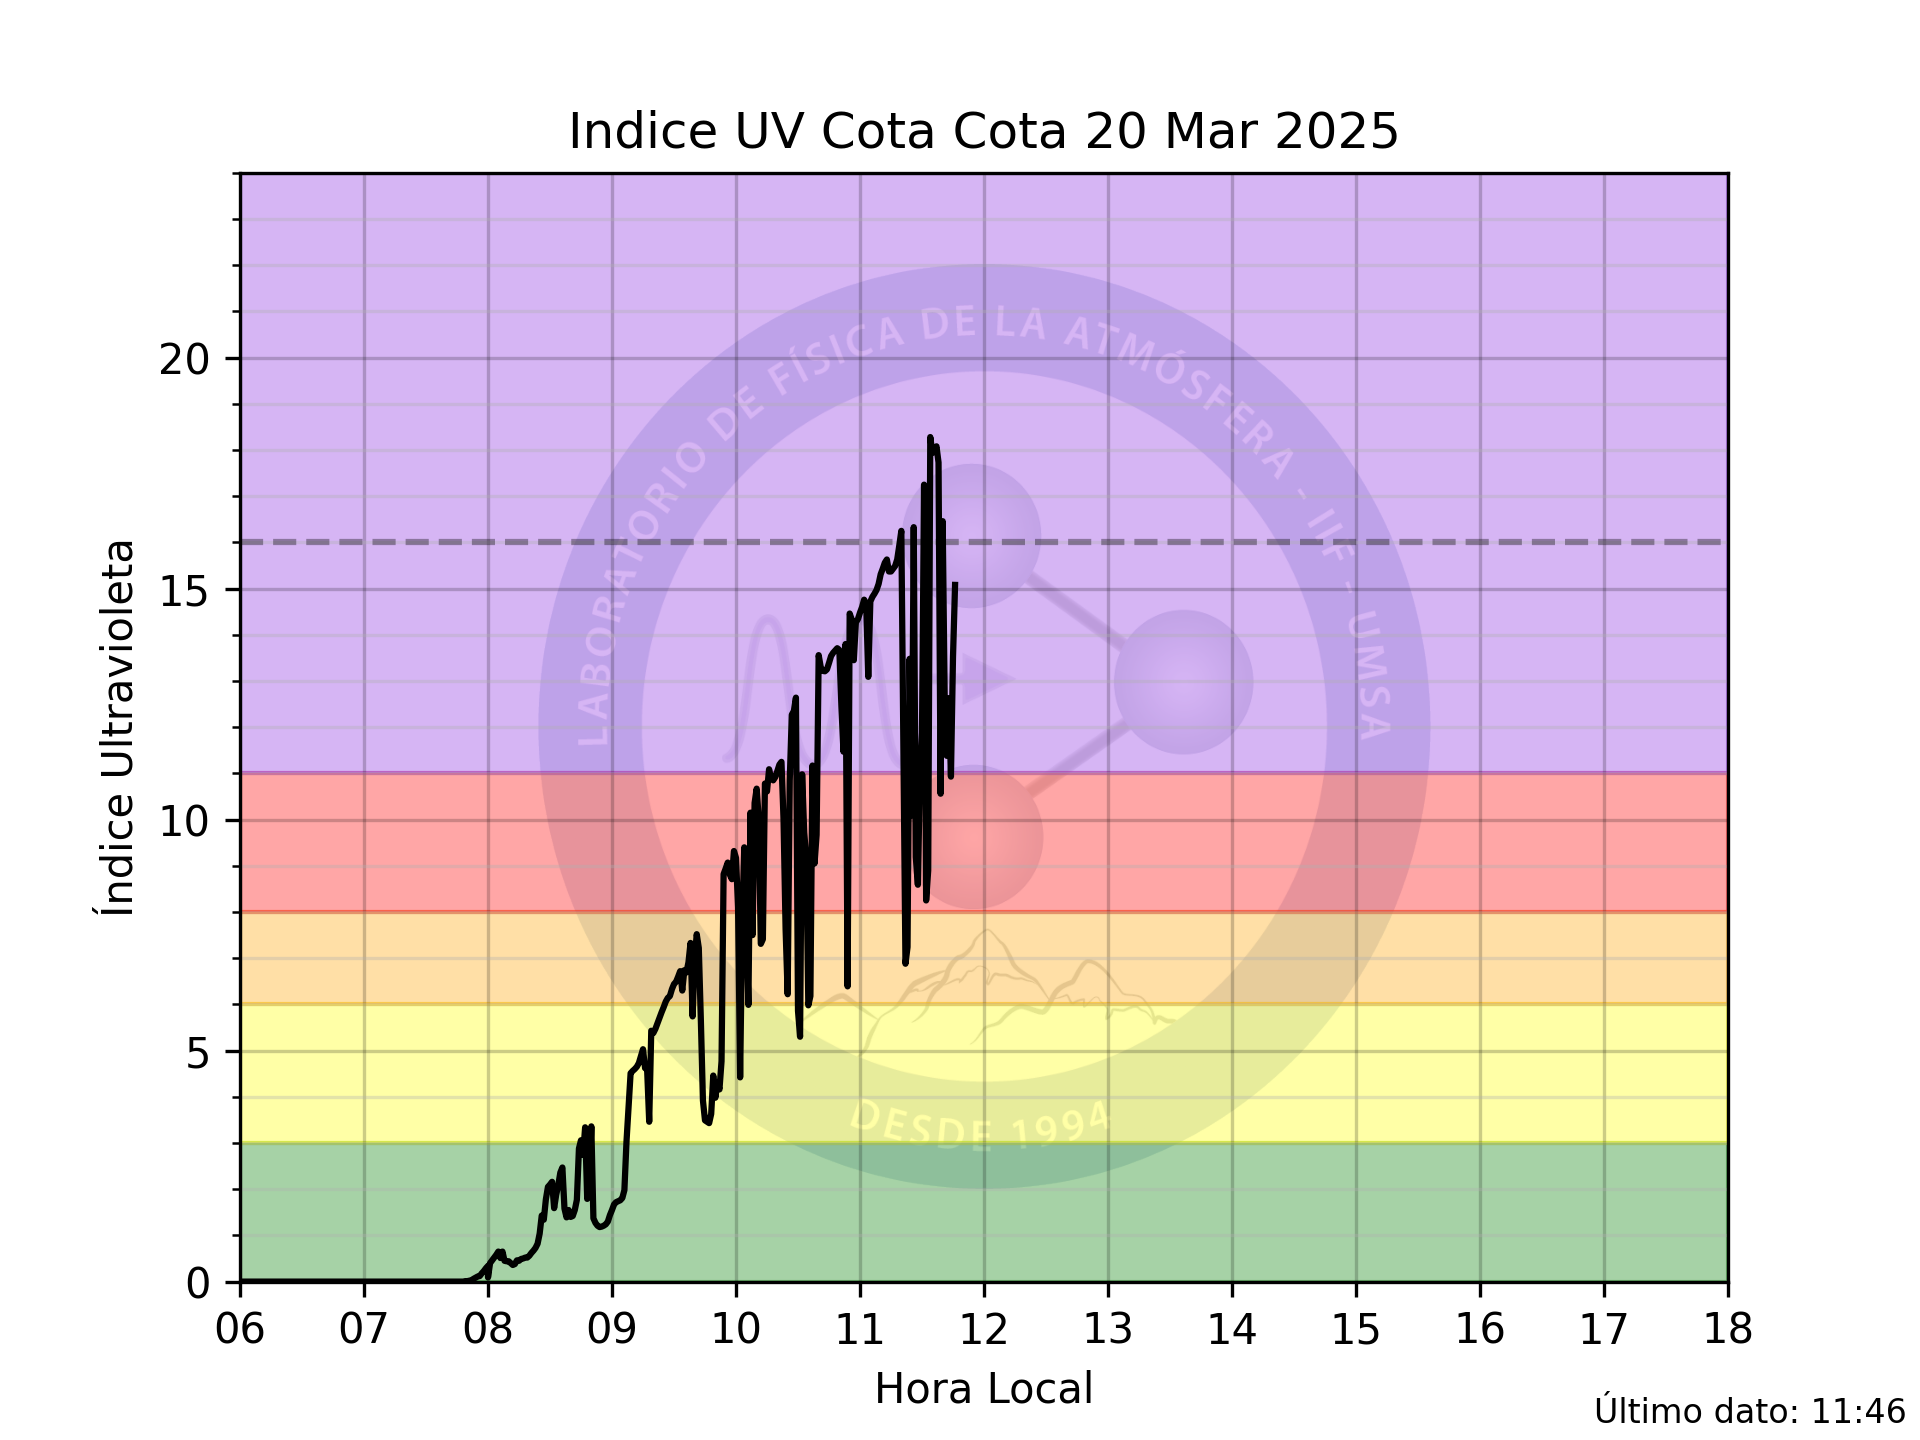 Indice UV Cota Cota 20 Mar 2025
20
15
10
5
0
Índice Ultravioleta
LABORATORIO DE FÍSICA DE LA ATMÓSFERA - IIF - UMSA
DESDE 1994
06 07 08 09 10 11 12 13 14 15 16 17 18
Hora Local
Último dato: 11:46